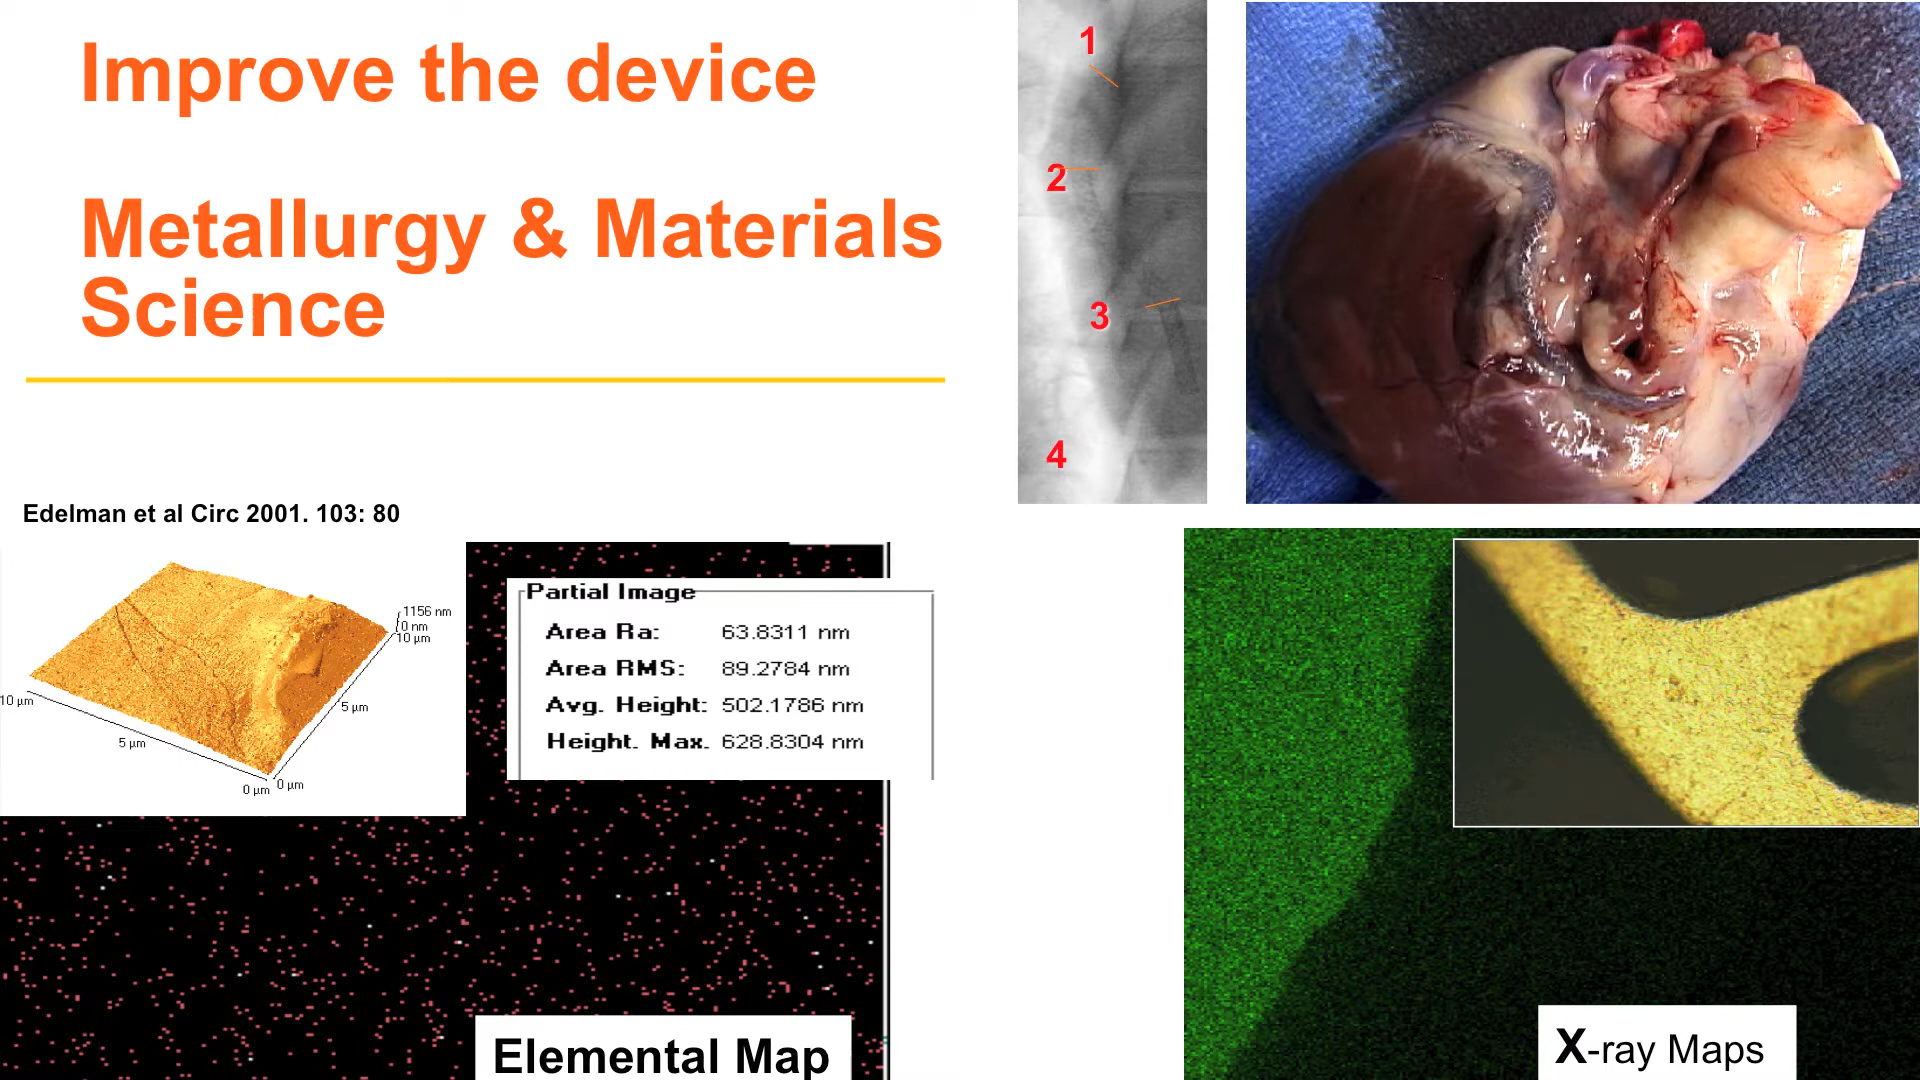 Improve the device
Metallurgy & Materials
Science
1
2
3
4
Edelman et al Circ 2001. 103: 80
1156 nm
0 nm
10 µm
5 µm
0 µm
10 µm
5 µm
0 µm
Partial Image
Area Ra: 63.8311 nm
Area RMS: 89.2784 nm
Avg. Height: 502.1786 nm
Height. Max. 628.8304 nm
Elemental Map
X-ray Maps